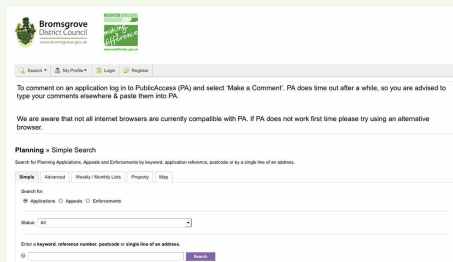 Bromsgrove
District Council
www.bromsgrove.gov.uk
making
difference
Search
My Profile
Login
Register
To comment on an application log in to PublicAccess (PA) and select 'Make a Comment'. PA does time out after a while, so you are advised to
type your comments elsewhere & paste them into PA.
We are aware that not all internet browsers are currently compatible with PA. If PA does not work first time please try using an alternative
browser.
Planning » Simple Search
Search for Planning Applications, Appeals and Enforcements by keyword, application reference, postcode or by a single line of an address.
Simple Advanced Weekly / Monthly Lists Property Map
Search for:
Applications Appeals Enforcements
Status: All
Enter a keyword, reference number, postcode or single line of an address.
Search